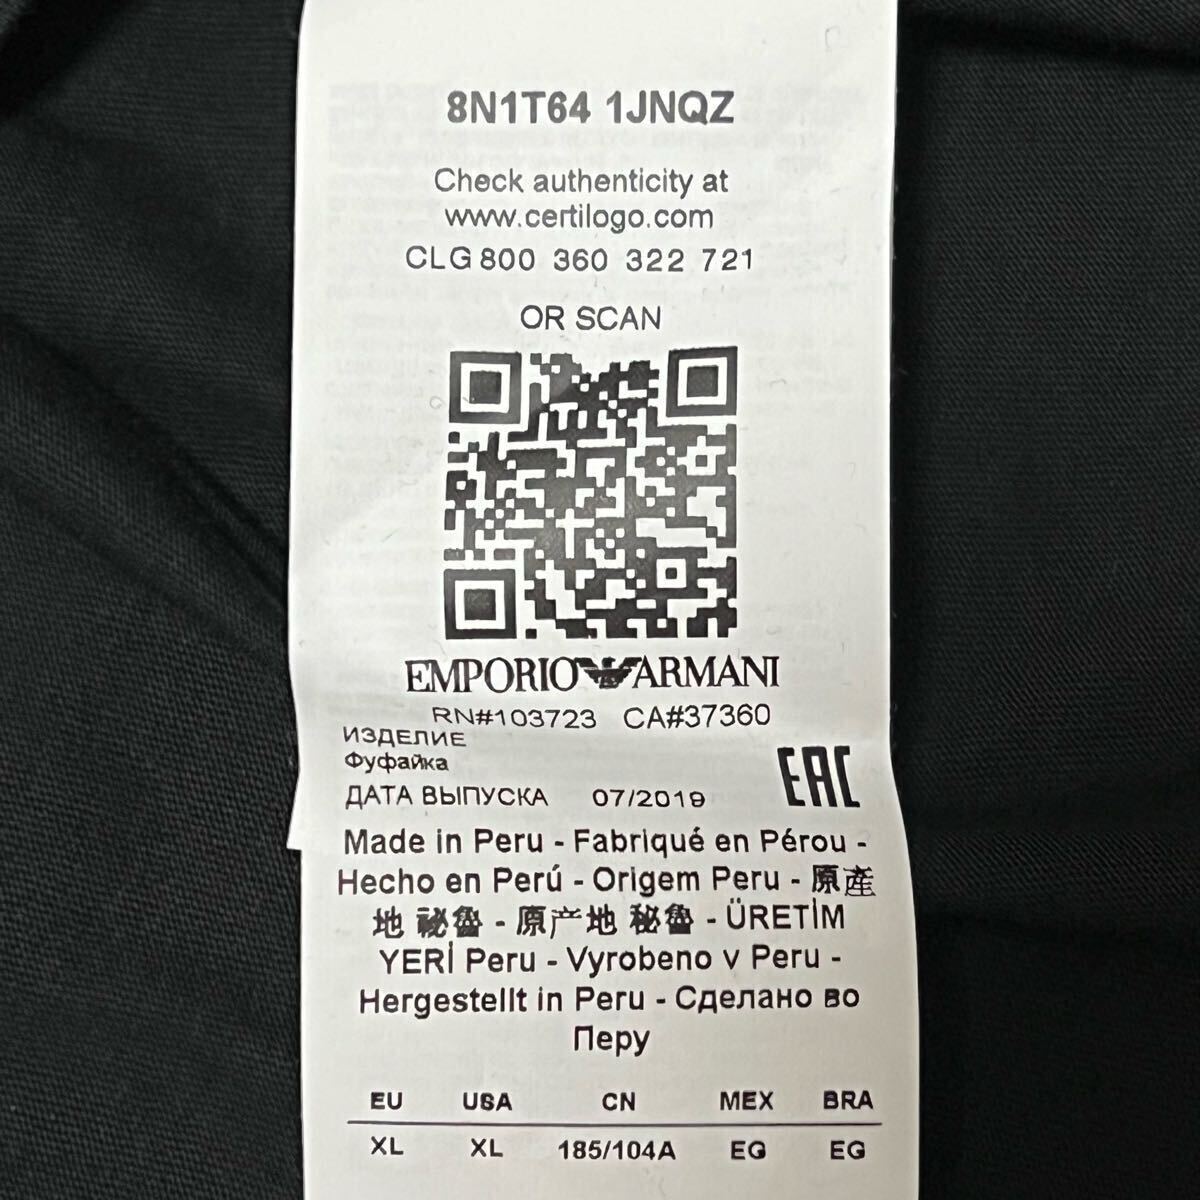 8N1T64 1JNQZ
Check authenticity at
www.certilogo.com
CLG 800 360 322 721
OR SCAN
EMPORIO ARMANI
RN#103723 CA#37360
ИЗДЕЛИЕ
Фуфайка
EAC
ДАТА ВЫПУСКА 07/2019
Made in Peru - Fabriqué en Pérou -
Hecho en Perú - Origem Peru - 原產
地 祕魯 - 原产地 秘魯 - ÜRETİM
YERİ Peru - Vyrobeno v Peru -
Hergestellt in Peru - Сделано во
Перу
EU USA CN MEX BRA
XL XL 185/104A EG EG